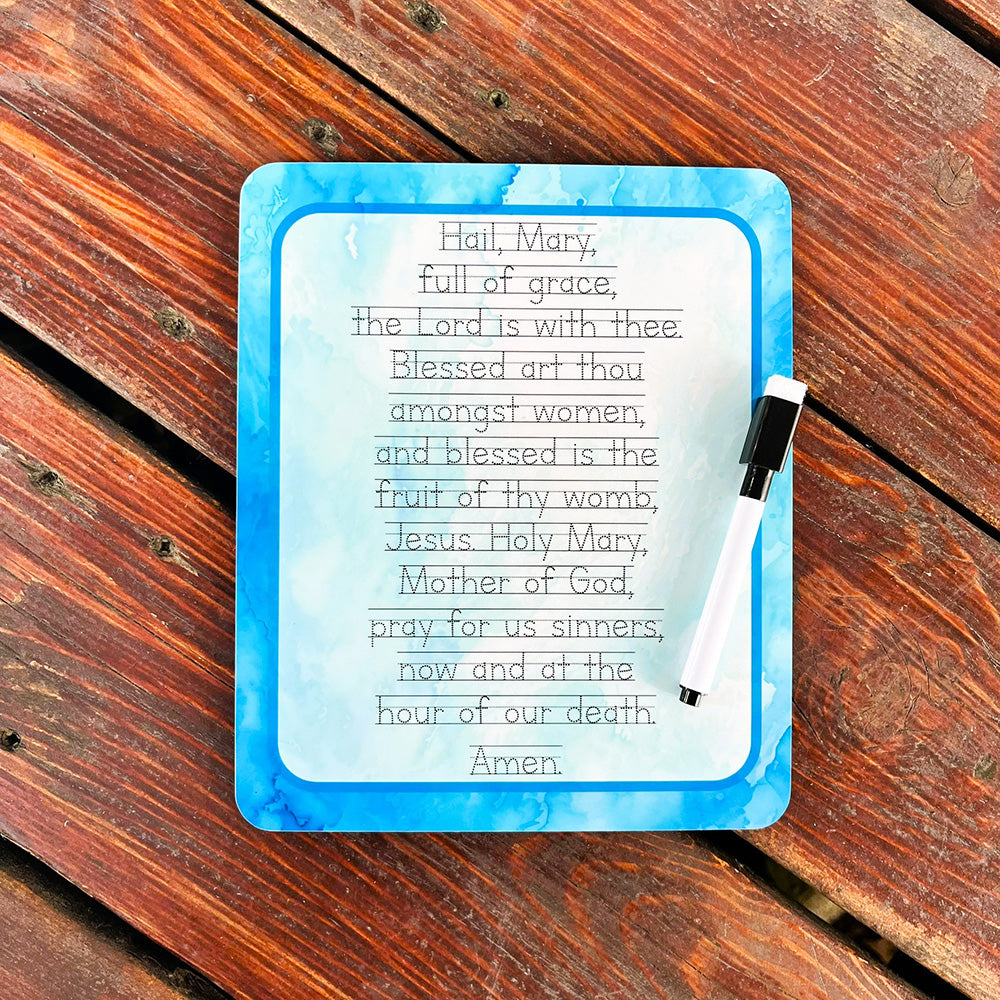 Hail, Mary,
full of grace,
the Lord is with thee.
Blessed art thou
amongst women,
and blessed is the
fruit of thy womb,
Jesus. Holy Mary,
Mother of God,
pray for us sinners,
now and at the
hour of our death.
Amen.